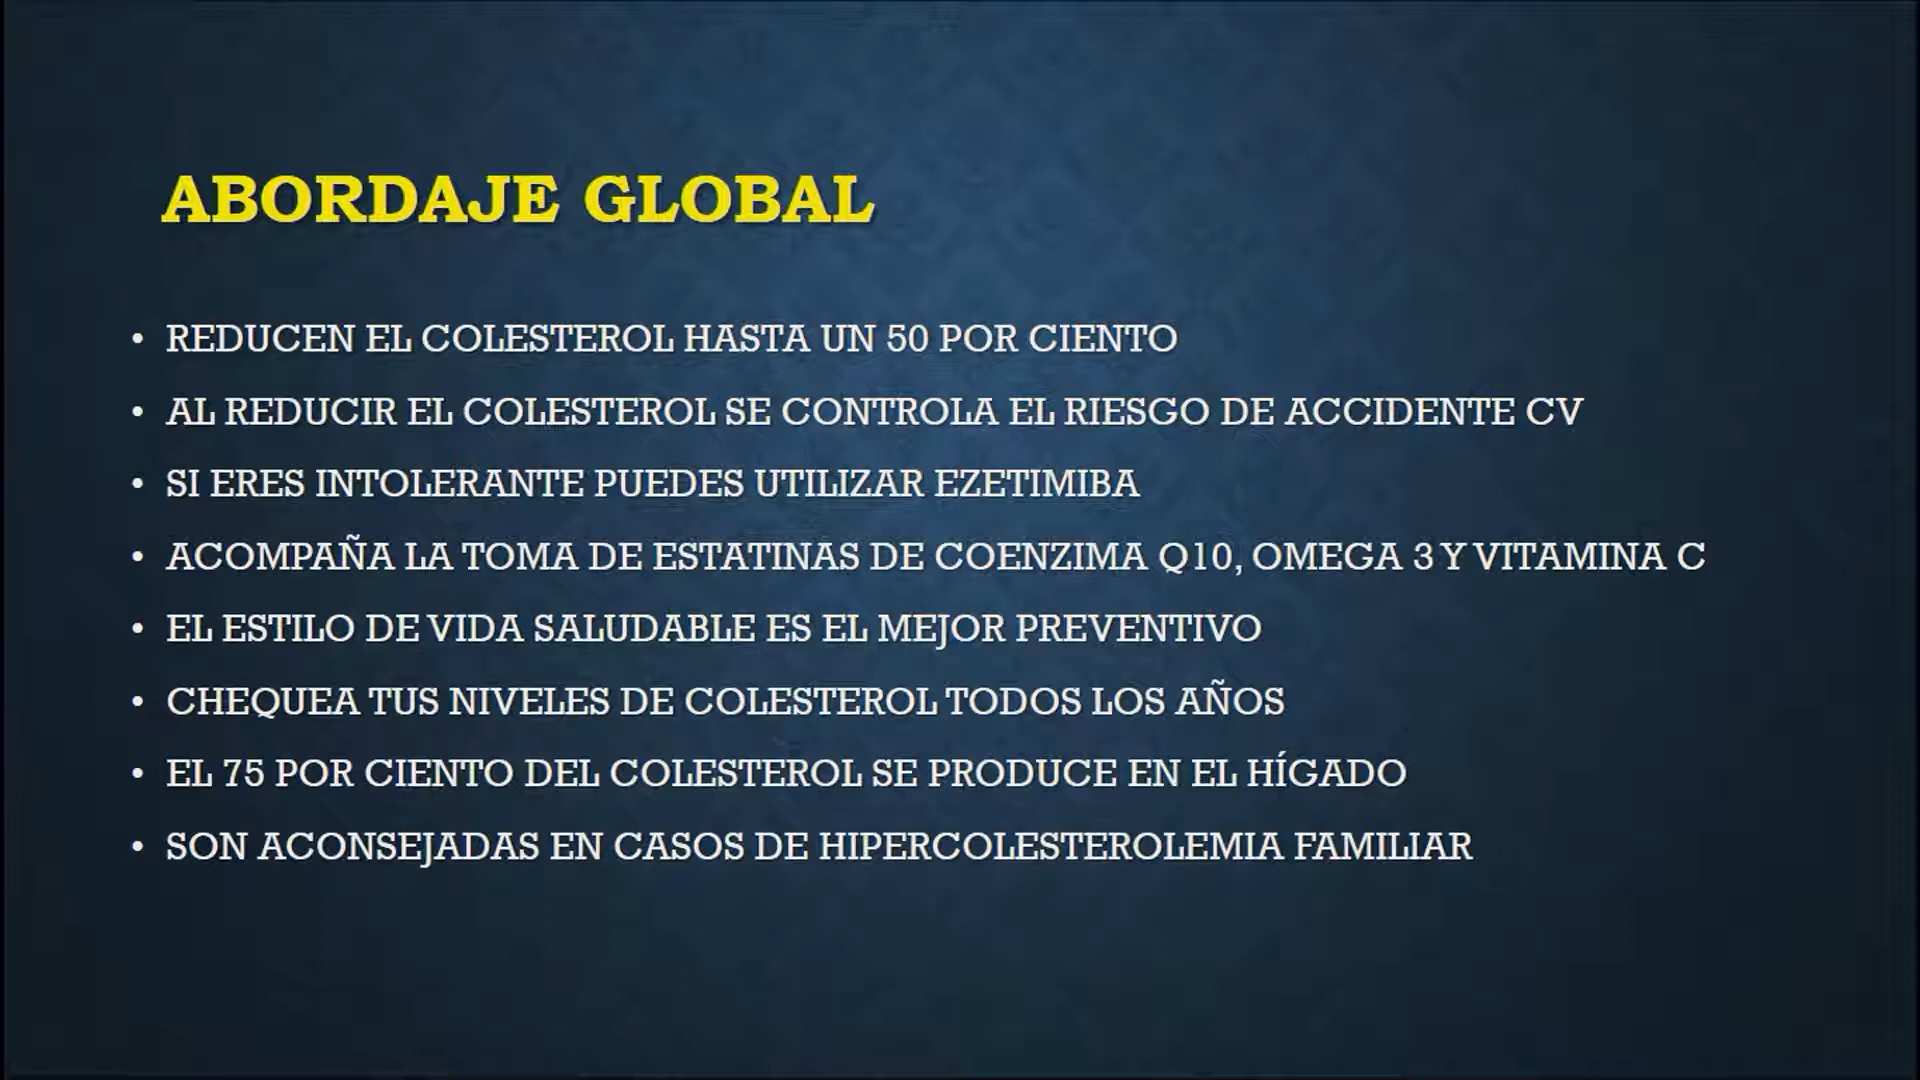 ABORDAJE GLOBAL
• REDUCEN EL COLESTEROL HASTA UN 50 POR CIENTO
• AL REDUCIR EL COLESTEROL SE CONTROLA EL RIESGO DE ACCIDENTE CV
• SI ERES INTOLERANTE PUEDES UTILIZAR EZETIMIBA
• ACOMPAÑA LA TOMA DE ESTATINAS DE COENZIMA Q10, OMEGA 3 Y VITAMINA C
• EL ESTILO DE VIDA SALUDABLE ES EL MEJOR PREVENTIVO
• CHEQUEA TUS NIVELES DE COLESTEROL TODOS LOS AÑOS
• EL 75 POR CIENTO DEL COLESTEROL SE PRODUCE EN EL HÍGADO
• SON ACONSEJADAS EN CASOS DE HIPERCOLESTEROLEMIA FAMILIAR